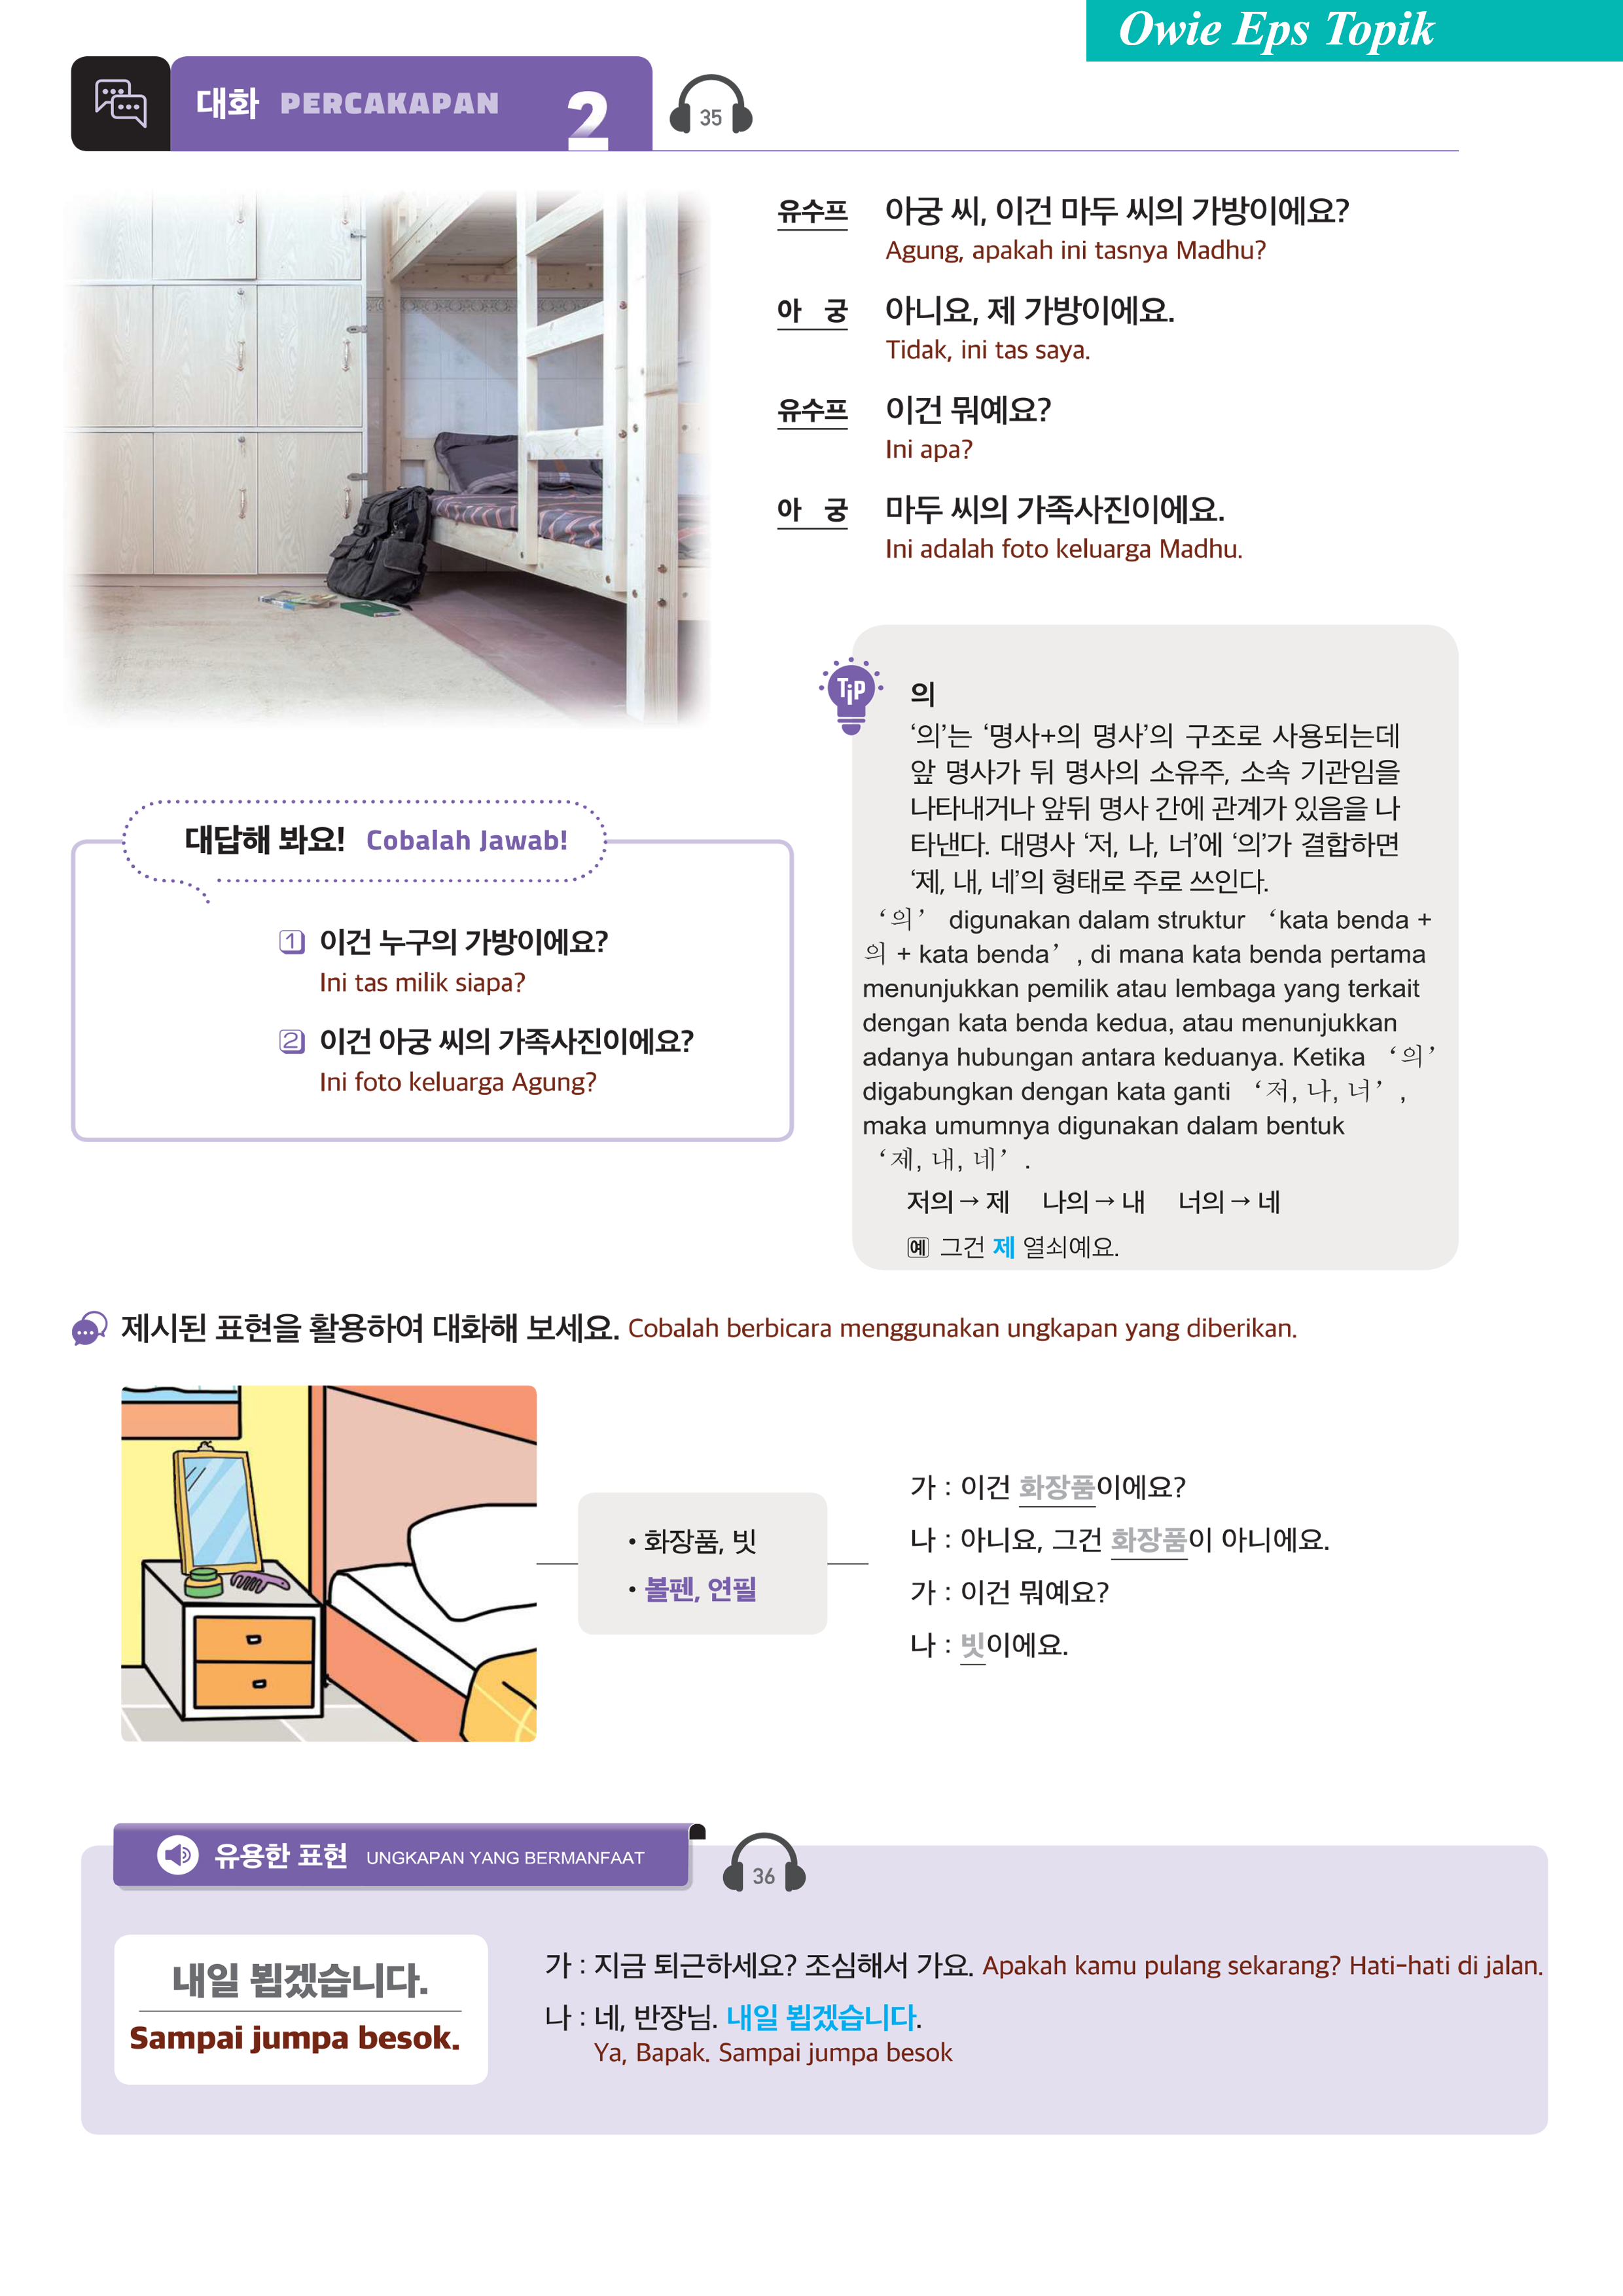 Owie Eps Topik
대화 PERCAKAPAN 2
35
유수프 아궁 씨, 이건 마두 씨의 가방이에요?
Agung, apakah ini tasnya Madhu?
아 궁 아니요, 제 가방이에요.
Tidak, ini tas saya.
유수프 이건 뭐예요?
Ini apa?
아 궁 마두 씨의 가족사진이에요.
Ini adalah foto keluarga Madhu.
TiP
의
‘의’는 ‘명사+의 명사’의 구조로 사용되는데
앞 명사가 뒤 명사의 소유주, 소속 기관임을
나타내거나 앞뒤 명사 간에 관계가 있음을 나
타낸다. 대명사 ‘저, 나, 너’에 ‘의’가 결합하면
‘제, 내, 네’의 형태로 주로 쓰인다.
‘의’ digunakan dalam struktur ‘kata benda +
의 + kata benda’, di mana kata benda pertama
menunjukkan pemilik atau lembaga yang terkait
dengan kata benda kedua, atau menunjukkan
adanya hubungan antara keduanya. Ketika ‘의’
digabungkan dengan kata ganti ‘저, 나, 너’,
maka umumnya digunakan dalam bentuk
‘제, 내, 네’.
저의 → 제 나의 → 내 너의 → 네
예 그건 제 열쇠예요.
대답해 봐요! Cobalah Jawab!
1 이건 누구의 가방이에요?
Ini tas milik siapa?
2 이건 아궁 씨의 가족사진이에요?
Ini foto keluarga Agung?
제시된 표현을 활용하여 대화해 보세요. Cobalah berbicara menggunakan ungkapan yang diberikan.
• 화장품, 빗
• 볼펜, 연필
가 : 이건 화장품이에요?
나 : 아니요, 그건 화장품이 아니에요.
가 : 이건 뭐예요?
나 : 빗이에요.
유용한 표현 UNGKAPAN YANG BERMANFAAT
36
내일 뵙겠습니다.
Sampai jumpa besok.
가 : 지금 퇴근하세요? 조심해서 가요. Apakah kamu pulang sekarang? Hati-hati di jalan.
나 : 네, 반장님. 내일 뵙겠습니다.
Ya, Bapak. Sampai jumpa besok